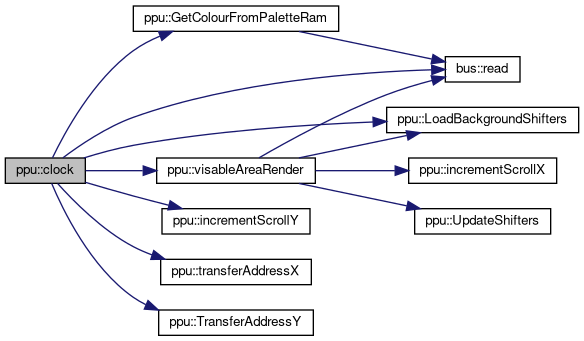 ppu::GetColourFromPaletteRam
bus::read
ppu::LoadBackgroundShifters
ppu::clock
ppu::visableAreaRender
ppu::incrementScrollX
ppu::incrementScrollY
ppu::UpdateShifters
ppu::transferAddressX
ppu::TransferAddressY